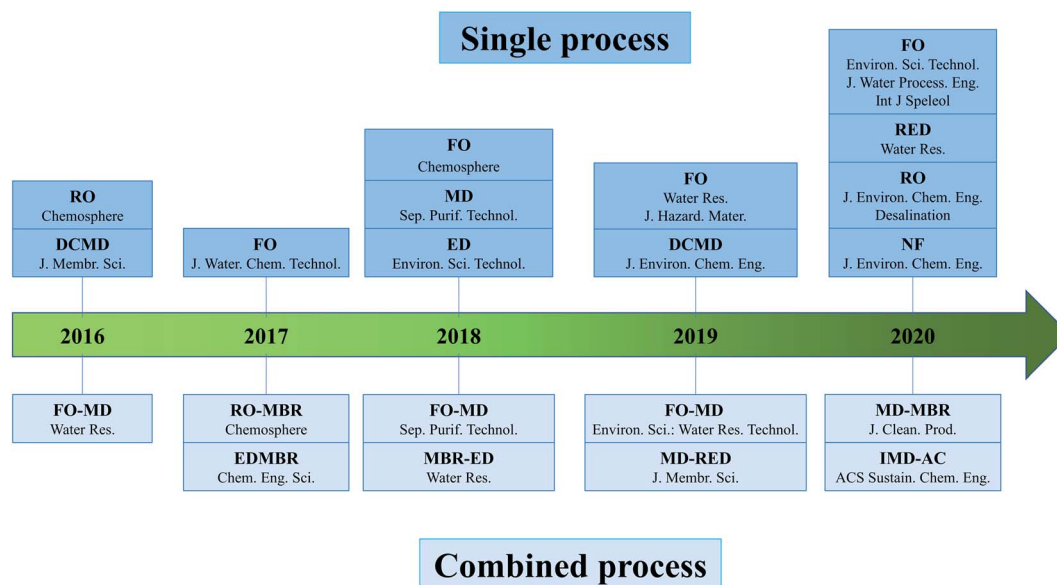 Single process
RO
Chemosphere
DCMD
J. Membr. Sci.
FO
J. Water. Chem. Technol.
FO
Chemosphere
MD
Sep. Purif. Technol.
ED
Environ. Sci. Technol.
FO
Water Res.
J. Hazard. Mater.
DCMD
J. Environ. Chem. Eng.
FO
Environ. Sci. Technol.
J. Water Process. Eng.
Int J Speleol
RED
Water Res.
RO
J. Environ. Chem. Eng.
Desalination
NF
J. Environ. Chem. Eng.
2016
2017
2018
2019
2020
FO-MD
Water Res.
RO-MBR
Chemosphere
EDMBR
Chem. Eng. Sci.
FO-MD
Sep. Purif. Technol.
MBR-ED
Water Res.
FO-MD
Environ. Sci.: Water Res. Technol.
MD-RED
J. Membr. Sci.
MD-MBR
J. Clean. Prod.
IMD-AC
ACS Sustain. Chem. Eng.
Combined process